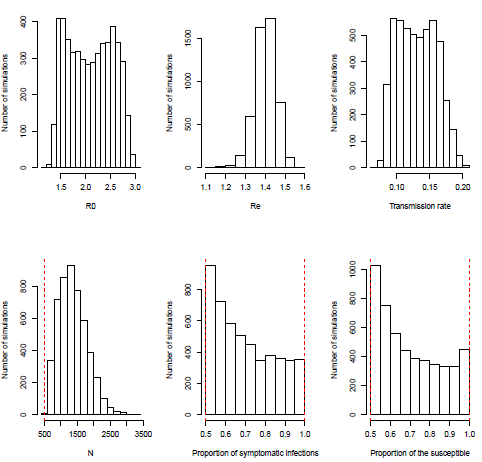 Number of simulations
400
300
200
100
0
1.5 2.0 2.5 3.0
R0
Number of simulations
1500
1000
500
0
1.1 1.2 1.3 1.4 1.5 1.6
Re
Number of simulations
500
400
300
200
100
0
0.10 0.15 0.20
Transmission rate
Number of simulations
800
600
400
200
0
500 1500 2500 3500
N
Number of simulations
800
600
400
200
0
0.5 0.6 0.7 0.8 0.9 1.0
Proportion of symptomatic infections
Number of simulations
1000
800
600
400
200
0
0.5 0.6 0.7 0.8 0.9 1.0
Proportion of the susceptible